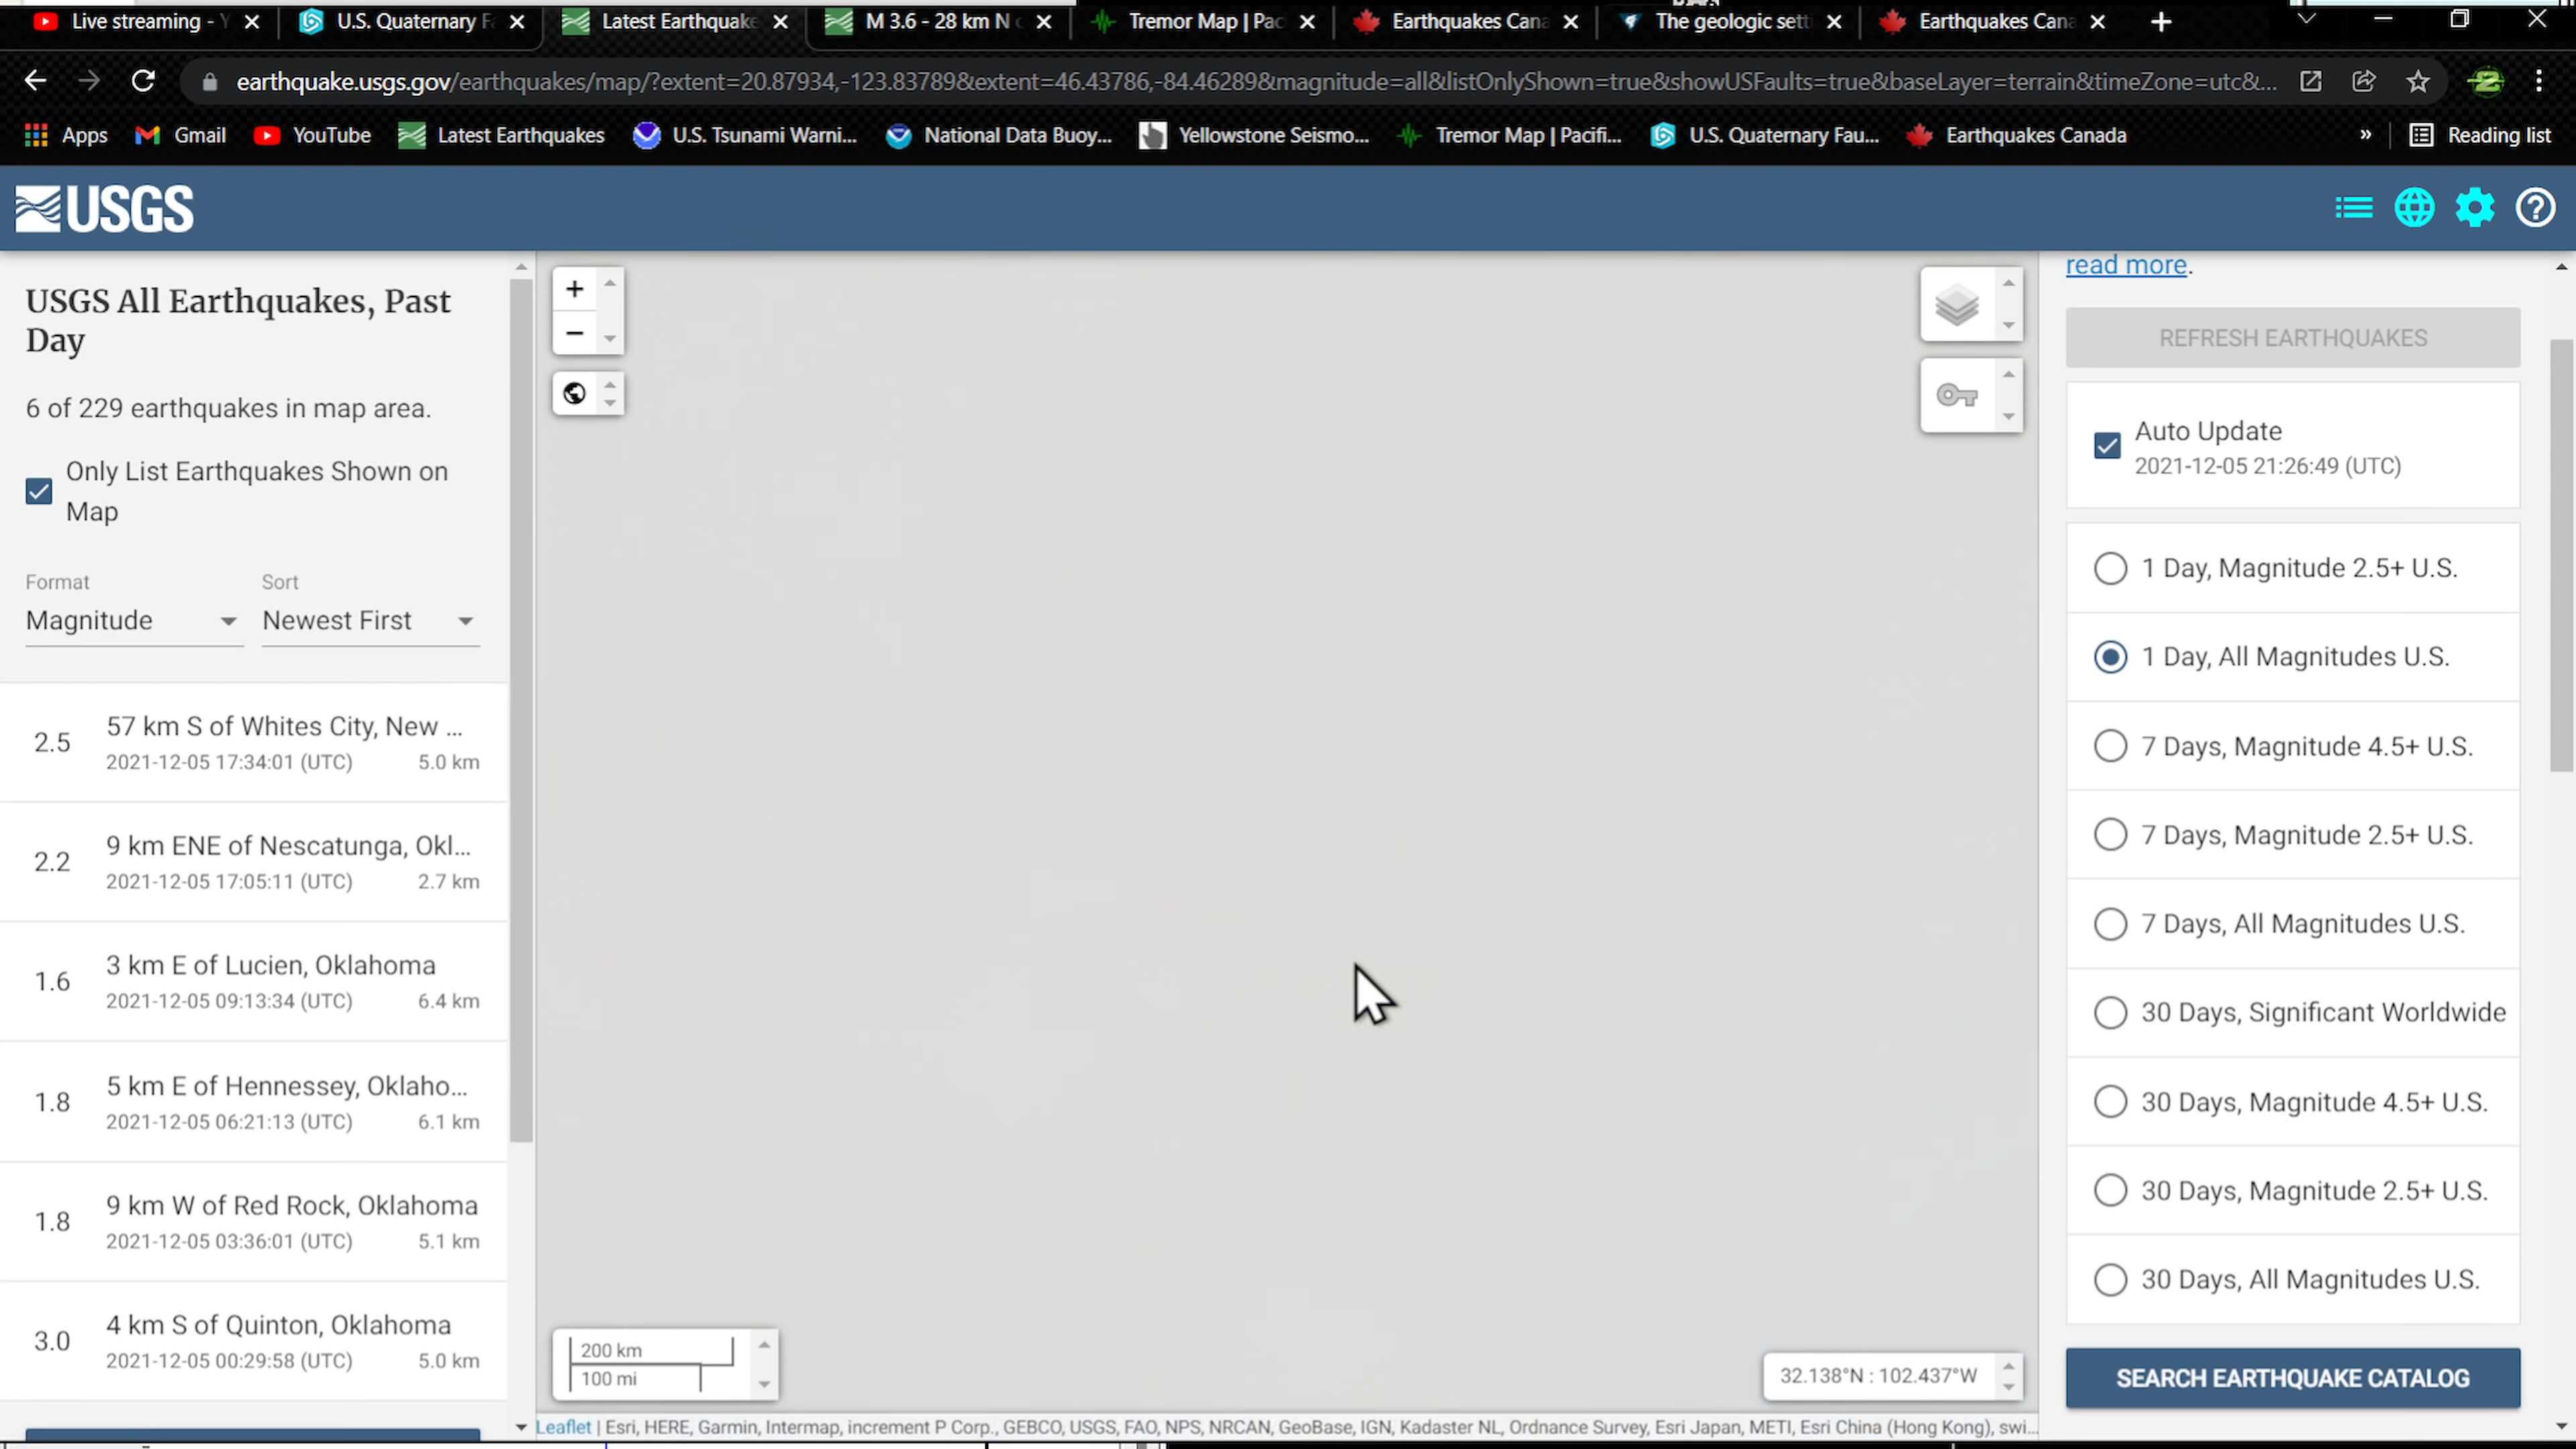 Live streaming - Y
U.S. Quaternary Fa
Latest Earthquake
M 3.6 - 28 km N o
Tremor Map | Pac
Earthquakes Cana
The geologic setti
Earthquakes Cana
earthquake.usgs.gov/earthquakes/map/?extent=20.87934,-123.83789&extent=46.43786,-84.46289&magnitude=all&listOnlyShown=true&showUSFaults=true&baseLayer=terrain&timeZone=utc&...
Apps
Gmail
YouTube
Latest Earthquakes
U.S. Tsunami Warni...
National Data Buoy...
Yellowstone Seismo...
Tremor Map | Pacifi...
U.S. Quaternary Fau...
Earthquakes Canada
»
Reading list
USGS
USGS All Earthquakes, Past
Day
6 of 229 earthquakes in map area.
Only List Earthquakes Shown on
Map
Format
Sort
Magnitude
Newest First
2.5
57 km S of Whites City, New ...
2021-12-05 17:34:01 (UTC)
5.0 km
2.2
9 km ENE of Nescatunga, Okl...
2021-12-05 17:05:11 (UTC)
2.7 km
1.6
3 km E of Lucien, Oklahoma
2021-12-05 09:13:34 (UTC)
6.4 km
1.8
5 km E of Hennessey, Oklaho...
2021-12-05 06:21:13 (UTC)
6.1 km
1.8
9 km W of Red Rock, Oklahoma
2021-12-05 03:36:01 (UTC)
5.1 km
3.0
4 km S of Quinton, Oklahoma
2021-12-05 00:29:58 (UTC)
5.0 km
+
−
200 km
100 mi
32.138°N : 102.437°W
Leaflet | Esri, HERE, Garmin, Intermap, increment P Corp., GEBCO, USGS, FAO, NPS, NRCAN, GeoBase, IGN, Kadaster NL, Ordnance Survey, Esri Japan, METI, Esri China (Hong Kong), swi...
read more.
REFRESH EARTHQUAKES
Auto Update
2021-12-05 21:26:49 (UTC)
1 Day, Magnitude 2.5+ U.S.
1 Day, All Magnitudes U.S.
7 Days, Magnitude 4.5+ U.S.
7 Days, Magnitude 2.5+ U.S.
7 Days, All Magnitudes U.S.
30 Days, Significant Worldwide
30 Days, Magnitude 4.5+ U.S.
30 Days, Magnitude 2.5+ U.S.
30 Days, All Magnitudes U.S.
SEARCH EARTHQUAKE CATALOG